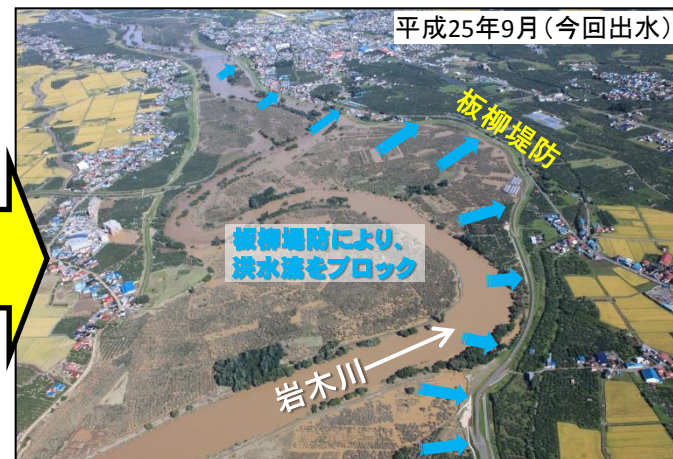 平成25年9月（今回出水）
板柳堤防
板柳堤防により、
洪水流をブロック
岩木川